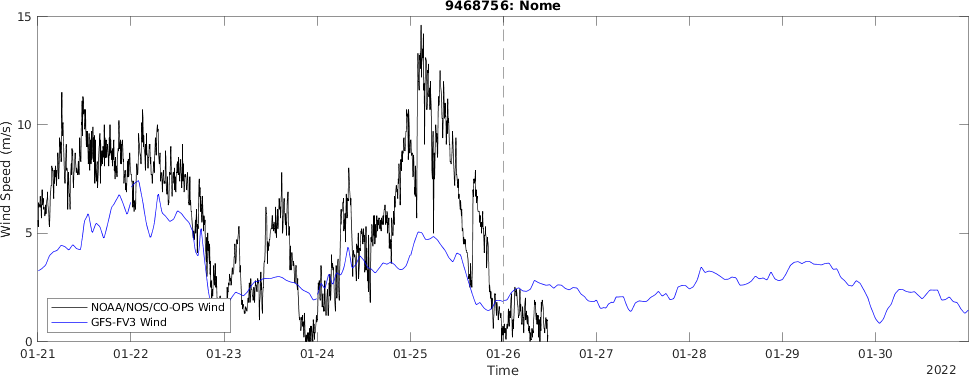 9468756: Nome
Wind Speed (m/s)
15
10
5
0
NOAA/NOS/CO-OPS Wind
GFS-FV3 Wind
01-21 01-22 01-23 01-24 01-25 01-26 01-27 01-28 01-29 01-30
Time
2022